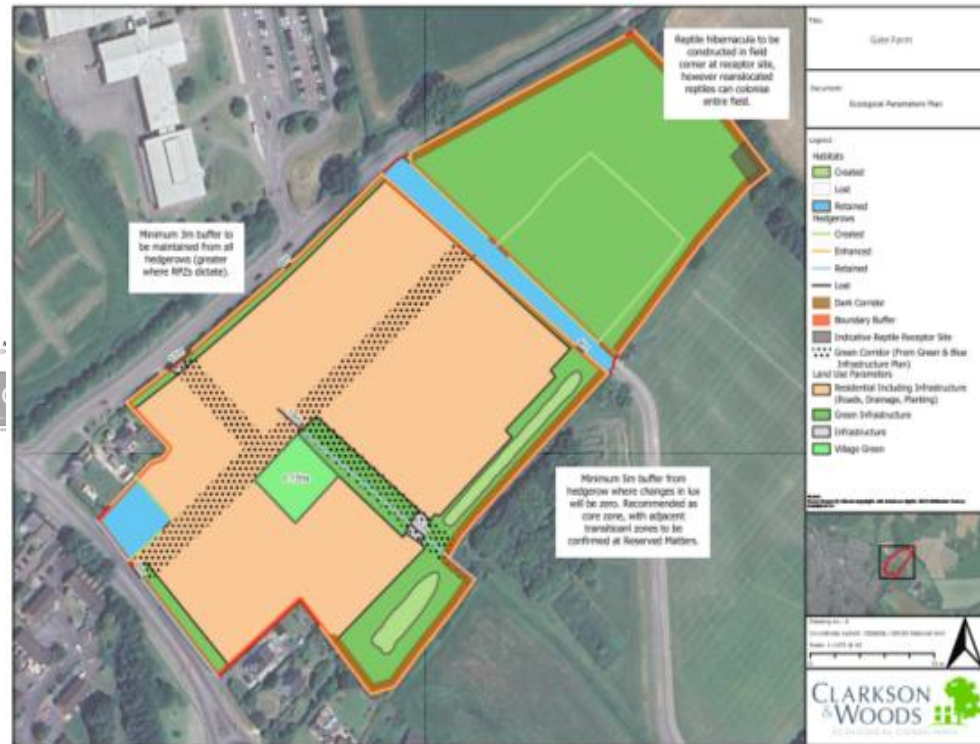 Title:
Gate Farm
Document:
Ecological Parameters Plan
Legend:
Habitats
Created
Lost
Retained
Hedgerows
Created
Enhanced
Retained
Lost
Dark Corridor
Boundary Buffer
Indicative Reptile Receptor Site
Green Corridor (From Green & Blue
Infrastructure Plan)
Land Use Parameters
Residential Including Infrastructure
(Roads, Drainage, Planting)
Green Infrastructure
Infrastructure
Village Green
Reptile hibernacula to be
constructed in field
corner at receptor site,
however translocated
reptiles can colonise
entire field.
Minimum 3m buffer to
be maintained from all
hedgerows (greater
where RPZs dictate).
Minimum 5m buffer from
hedgerow where changes in lux
will be zero. Recommended as
core zone, with adjacent
transitional zones to be
confirmed at Reserved Matters.
CLARKSON
& WOODS
ECOLOGICAL CONSULTANTS